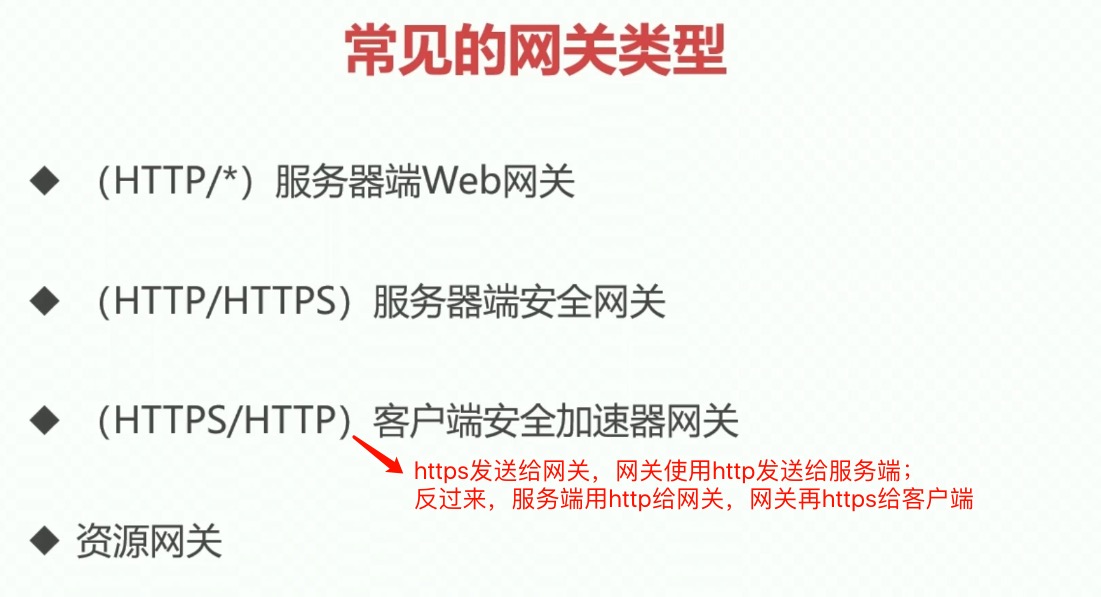 常见的网关类型
◆ （HTTP/*）服务器端Web网关
◆ （HTTP/HTTPS）服务器端安全网关
◆ （HTTPS/HTTP）客户端安全加速器网关
https发送给网关，网关使用http发送给服务端；
反过来，服务端用http给网关，网关再https给客户端
◆ 资源网关